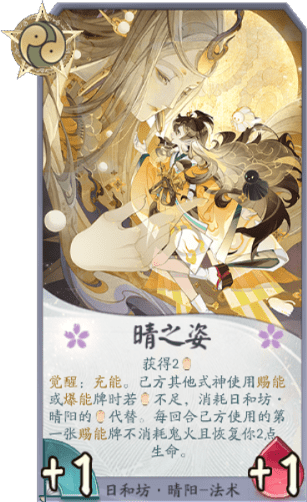 晴之姿
获得2
觉醒：充能。己方其他式神使用赐能
或爆能牌时若不足，消耗日和坊·
晴阳的代替。每回合己方使用的第
一张赐能牌不消耗鬼火且恢复你2点
生命。
+1
日和坊·晴阳-法术
+1